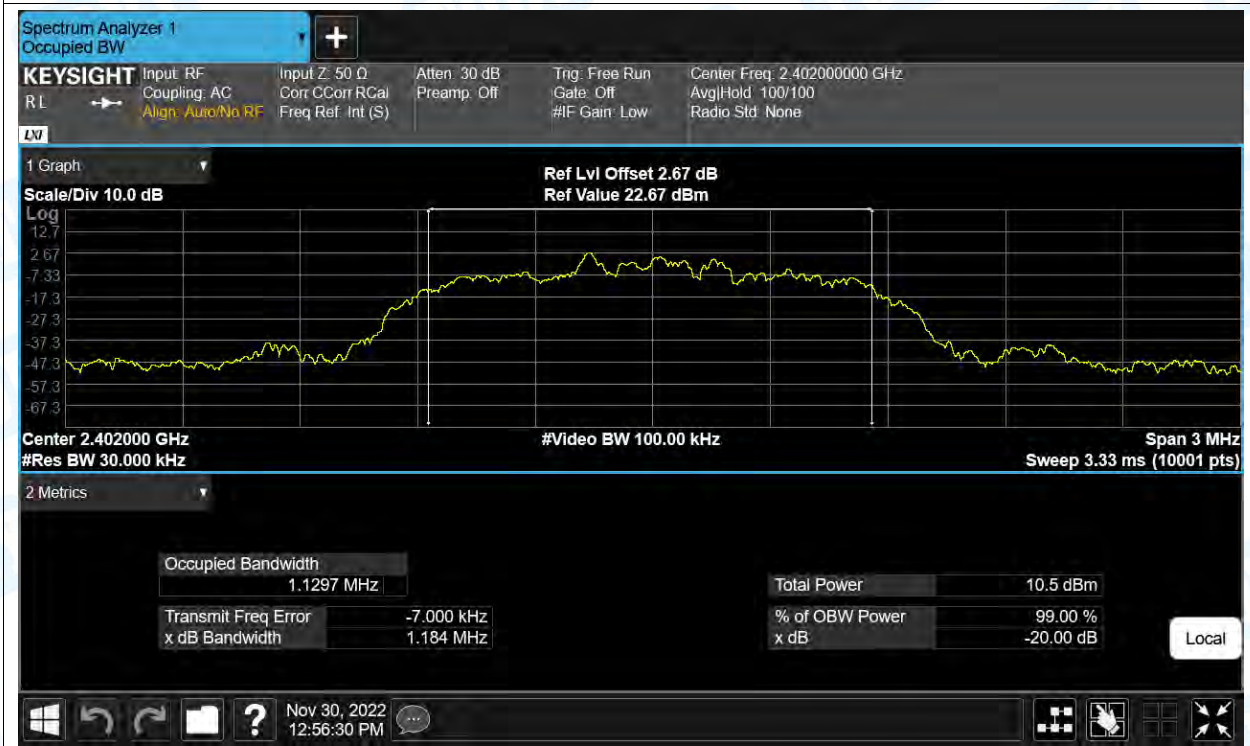 Spectrum Analyzer 1
Occupied BW
+
KEYSIGHT Input: RF Input Z: 50 Ω Atten: 30 dB Trig: Free Run Center Freq: 2.402000000 GHz
RL Coupling: AC Corr CCorr RCal Preamp: Off Gate: Off Avg|Hold: 100/100
Align: Auto/No RF Freq Ref: Int (S) #IF Gain: Low Radio Std: None
LXI
1 Graph
Ref Lvl Offset 2.67 dB
Scale/Div 10.0 dB Ref Value 22.67 dBm
Log
12.7
2.67
-7.33
-17.3
-27.3
-37.3
-47.3
-57.3
-67.3
Center 2.402000 GHz #Video BW 100.00 kHz Span 3 MHz
#Res BW 30.000 kHz Sweep 3.33 ms (10001 pts)
2 Metrics
Occupied Bandwidth
1.1297 MHz Total Power 10.5 dBm
Transmit Freq Error -7.000 kHz % of OBW Power 99.00 %
x dB Bandwidth 1.184 MHz x dB -20.00 dB
Local
? Nov 30, 2022
12:56:30 PM